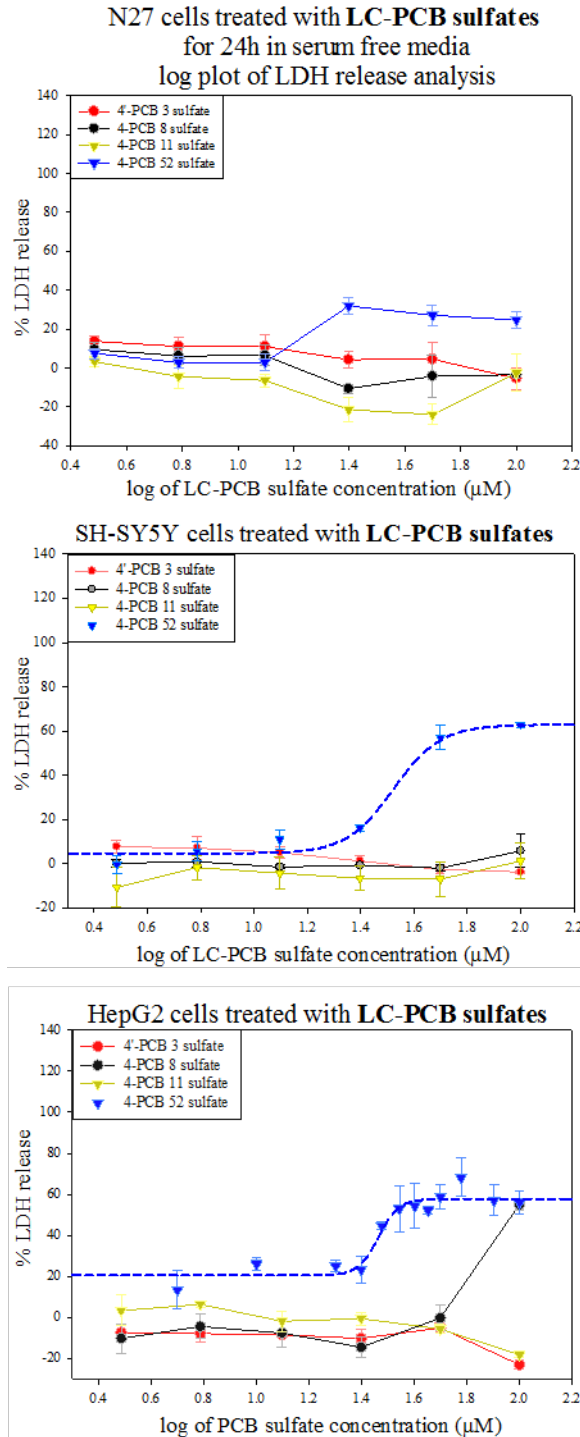 N27 cells treated with LC-PCB sulfates
for 24h in serum free media
log plot of LDH release analysis
140
120
100
80
60
40
20
0
-20
-40
% LDH release
4'-PCB 3 sulfate
4-PCB 8 sulfate
4-PCB 11 sulfate
4-PCB 52 sulfate
0.4 0.6 0.8 1.0 1.2 1.4 1.6 1.8 2.0 2.2
log of LC-PCB sulfate concentration (µM)
SH-SY5Y cells treated with LC-PCB sulfates
140
120
100
80
60
40
20
0
-20
% LDH release
4'-PCB 3 sulfate
4-PCB 8 sulfate
4-PCB 11 sulfate
4-PCB 52 sulfate
0.4 0.6 0.8 1.0 1.2 1.4 1.6 1.8 2.0 2.2
log of LC-PCB sulfate concentration (µM)
HepG2 cells treated with LC-PCB sulfates
140
120
100
80
60
40
20
0
-20
% LDH release
4'-PCB 3 sulfate
4-PCB 8 sulfate
4-PCB 11 sulfate
4-PCB 52 sulfate
0.4 0.6 0.8 1.0 1.2 1.4 1.6 1.8 2.0 2.2
log of PCB sulfate concentration (µM)